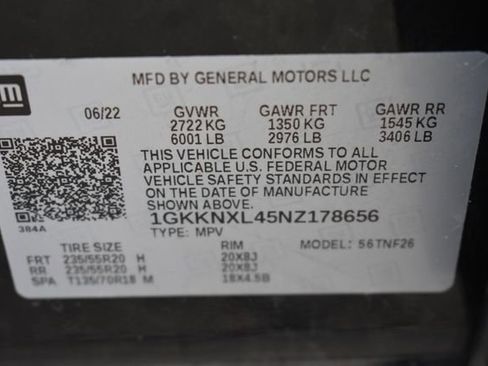 gm
MFD BY GENERAL MOTORS LLC
06/22 GVWR GAWR FRT GAWR RR
2722 KG 1350 KG 1545 KG
6001 LB 2976 LB 3406 LB
THIS VEHICLE CONFORMS TO ALL
APPLICABLE U.S. FEDERAL MOTOR
VEHICLE SAFETY STANDARDS IN EFFECT
ON THE DATE OF MANUFACTURE
SHOWN ABOVE.
384A
1GKKNXL45NZ178656
TYPE: MPV MODEL: 56TNF26
TIRE SIZE RIM
FRT 235/55R20 H 20X8J
RR 235/55R20 H 20X8J
SPA T135/70R18 M 18X4.5B